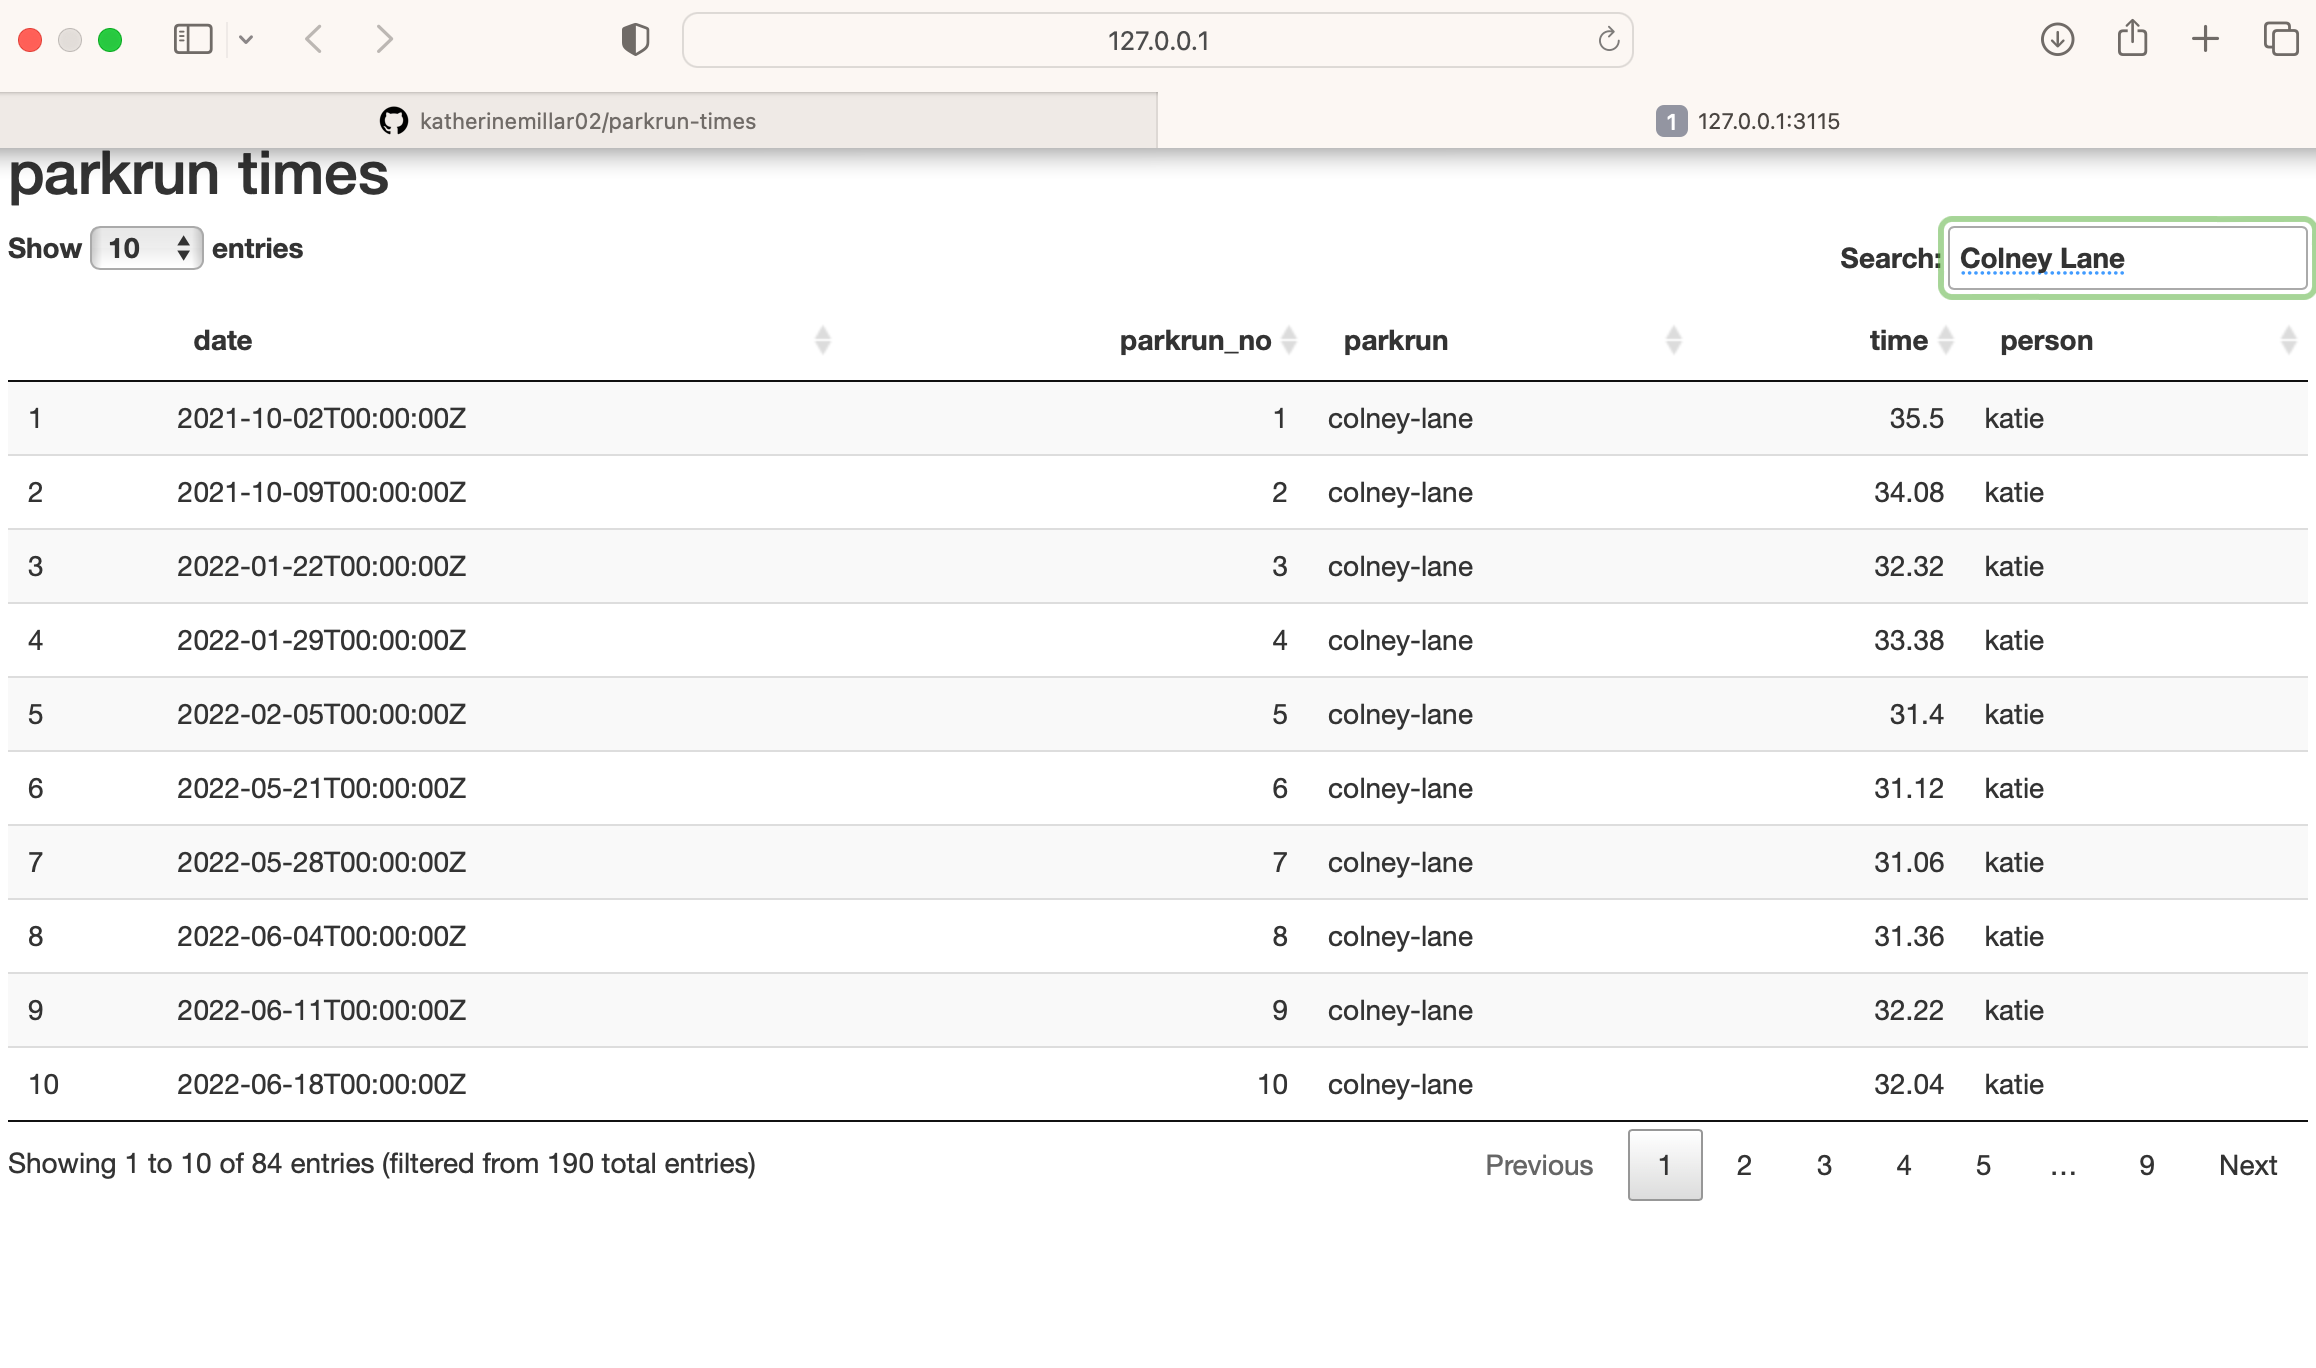 127.0.0.1
katherinemillar02/parkrun-times
1 127.0.0.1:3115
parkrun times
Show 10 entries
Search: Colney Lane
date parkrun_no parkrun time person
1 2021-10-02T00:00:00Z 1 colney-lane 35.5 katie
2 2021-10-09T00:00:00Z 2 colney-lane 34.08 katie
3 2022-01-22T00:00:00Z 3 colney-lane 32.32 katie
4 2022-01-29T00:00:00Z 4 colney-lane 33.38 katie
5 2022-02-05T00:00:00Z 5 colney-lane 31.4 katie
6 2022-05-21T00:00:00Z 6 colney-lane 31.12 katie
7 2022-05-28T00:00:00Z 7 colney-lane 31.06 katie
8 2022-06-04T00:00:00Z 8 colney-lane 31.36 katie
9 2022-06-11T00:00:00Z 9 colney-lane 32.22 katie
10 2022-06-18T00:00:00Z 10 colney-lane 32.04 katie
Showing 1 to 10 of 84 entries (filtered from 190 total entries)
Previous 1 2 3 4 5 … 9 Next